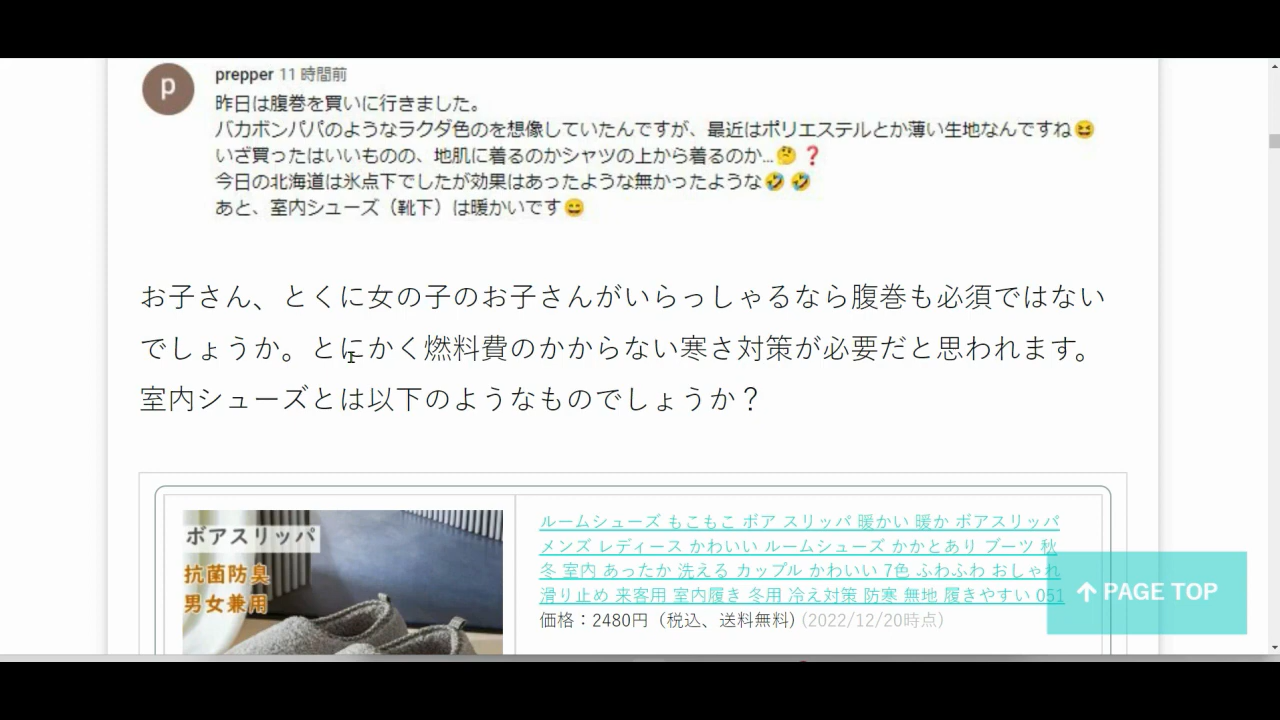 p
prepper 11 時間前
昨日は腹巻を買いに行きました。
バカボンパパのようなラクダ色のを想像していたんですが、最近はポリエステルとか薄い生地なんですね😆
いざ買ったはいいものの、地肌に着るのかシャツの上から着るのか...🤔❓
今日の北海道は氷点下でしたが効果はあったような無かったような🤣🤣
あと、室内シューズ（靴下）は暖かいです😄
お子さん、とくに女の子のお子さんがいらっしゃるなら腹巻も必須ではない
でしょうか。とにかく燃料費のかからない寒さ対策が必要だと思われます。
室内シューズとは以下のようなものでしょうか？
ボアスリッパ
抗菌防臭
男女兼用
ルームシューズ もこもこ ボア スリッパ 暖かい 暖か ボアスリッパ
メンズ レディース かわいい ルームシューズ かかとあり ブーツ 秋
冬 室内 あったか 洗える カップル かわいい 7色 ふわふわ おしゃれ
滑り止め 来客用 室内履き 冬用 冷え対策 防寒 無地 履きやすい 051
価格：2480円（税込、送料無料) (2022/12/20時点)
↑ PAGE TOP